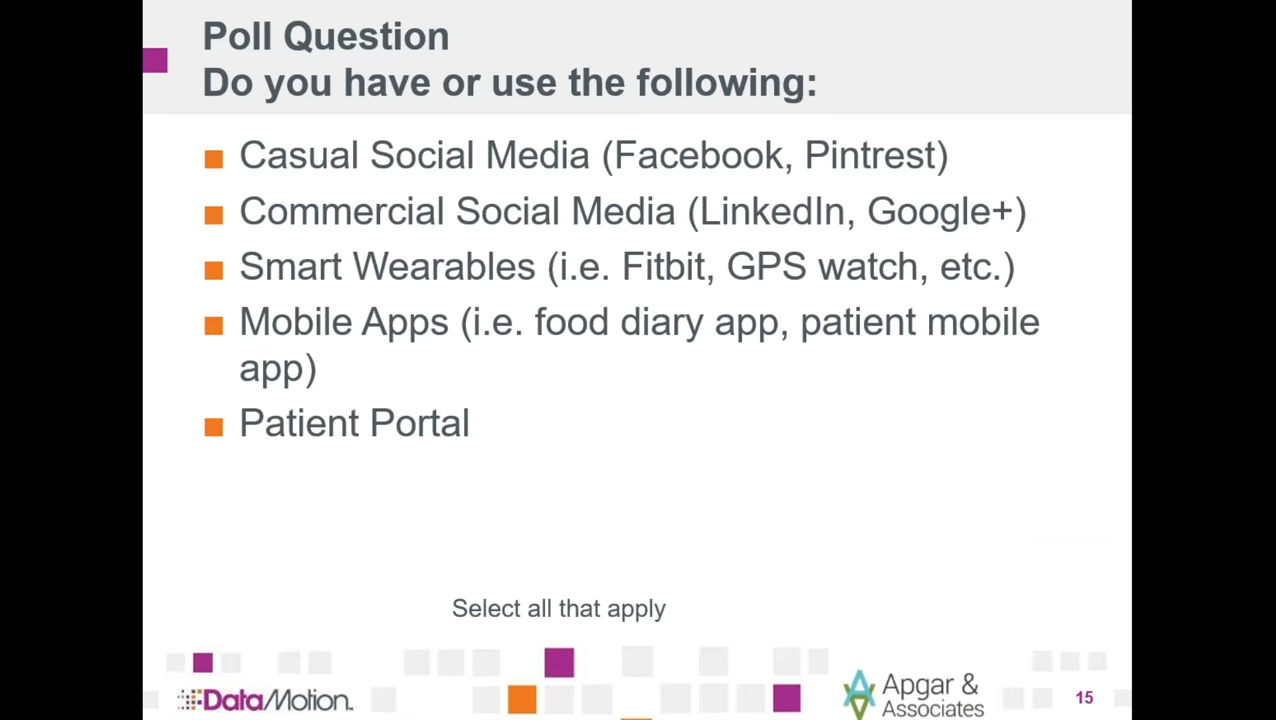 Poll Question
Do you have or use the following:
Casual Social Media (Facebook, Pintrest)
Commercial Social Media (LinkedIn, Google+)
Smart Wearables (i.e. Fitbit, GPS watch, etc.)
Mobile Apps (i.e. food diary app, patient mobile
app)
Patient Portal
Select all that apply
DataMotion.
Apgar &
Associates
15